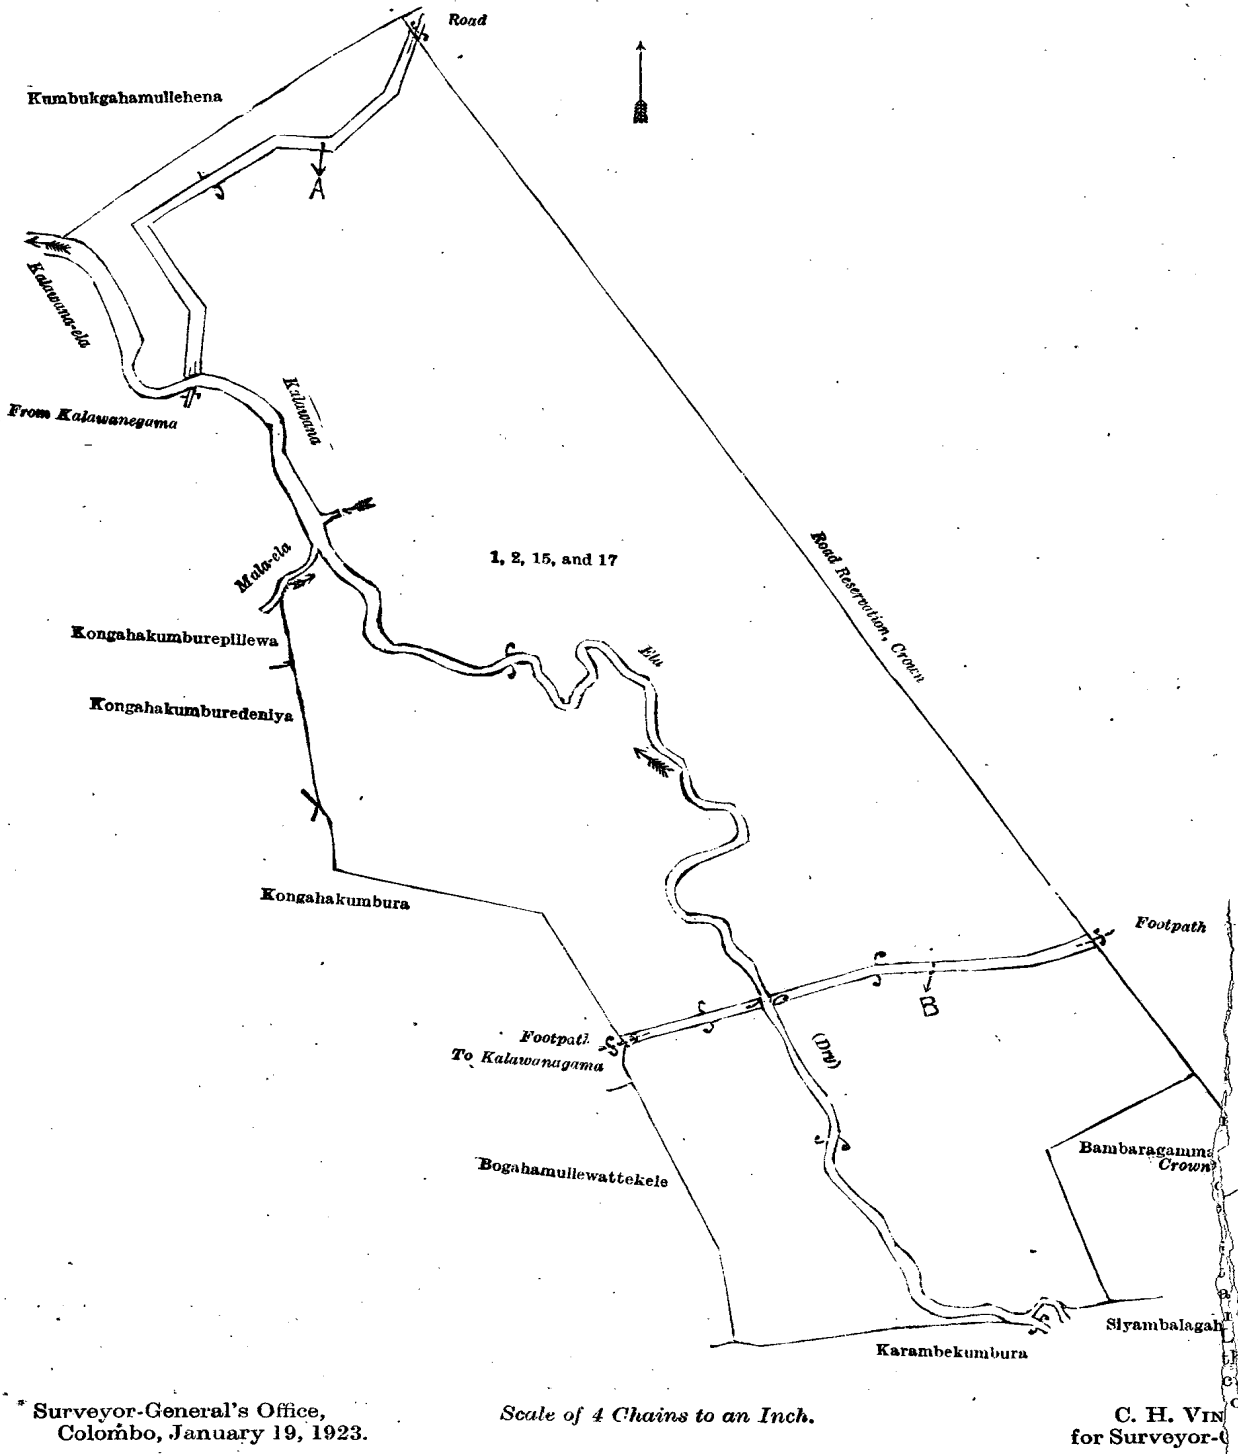 Road
Kumbukgahamullehena
A
Kalawana-ela
From Kalawanegama
Kalawana
Mala-ela
1, 2, 15, and 17
Road Reservation, Crown
Kongahakumburepillewa
Ela
Kongahakumburedeniya
Kongahakumbura
Footpath
B
Footpath
To Kalawanagama
(Dry)
Bambaragamma
Crown
Bogahamullewattekele
Siyambalagah
Karambekumbura
Surveyor-General's Office,
Colombo, January 19, 1923.
Scale of 4 Chains to an Inch.
C. H. VIN
for Surveyor-G